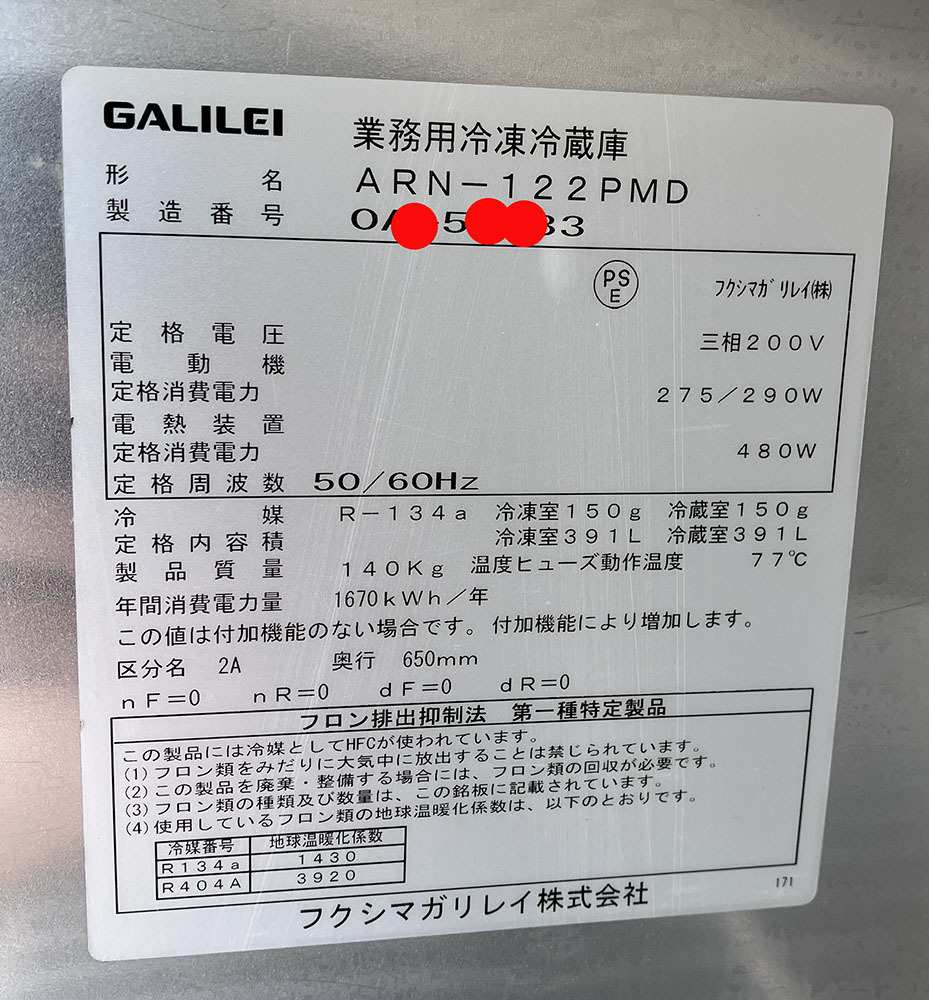 GALILEI 業務用冷凍冷蔵庫
形名 ARN-122PMD
製造番号
PSE フクシマガリレイ(株)
定格電圧 三相200V
電動機
定格消費電力 275/290W
電熱装置
定格消費電力 480W
定格周波数 50/60Hz
冷媒 R-134a 冷凍室150g 冷蔵室150g
定格内容積 冷凍室391L 冷蔵室391L
製品質量 140Kg 温度ヒューズ動作温度 77℃
年間消費電力量 1670kWh/年
この値は付加機能のない場合です。付加機能により増加します。
区分名 2A 奥行 650mm
nF=0 nR=0 dF=0 dR=0
フロン排出抑制法 第一種特定製品
この製品には冷媒としてHFCが使われています。
(1) フロン類をみだりに大気中に放出することは禁じられています。
(2) この製品を廃棄・整備する場合には、フロン類の回収が必要です。
(3) フロン類の種類及び数量は、この銘板に記載されています。
(4) 使用しているフロン類の地球温暖化係数は、以下のとおりです。
冷媒番号 地球温暖化係数
R134a 1430
R404A 3920
171
フクシマガリレイ株式会社